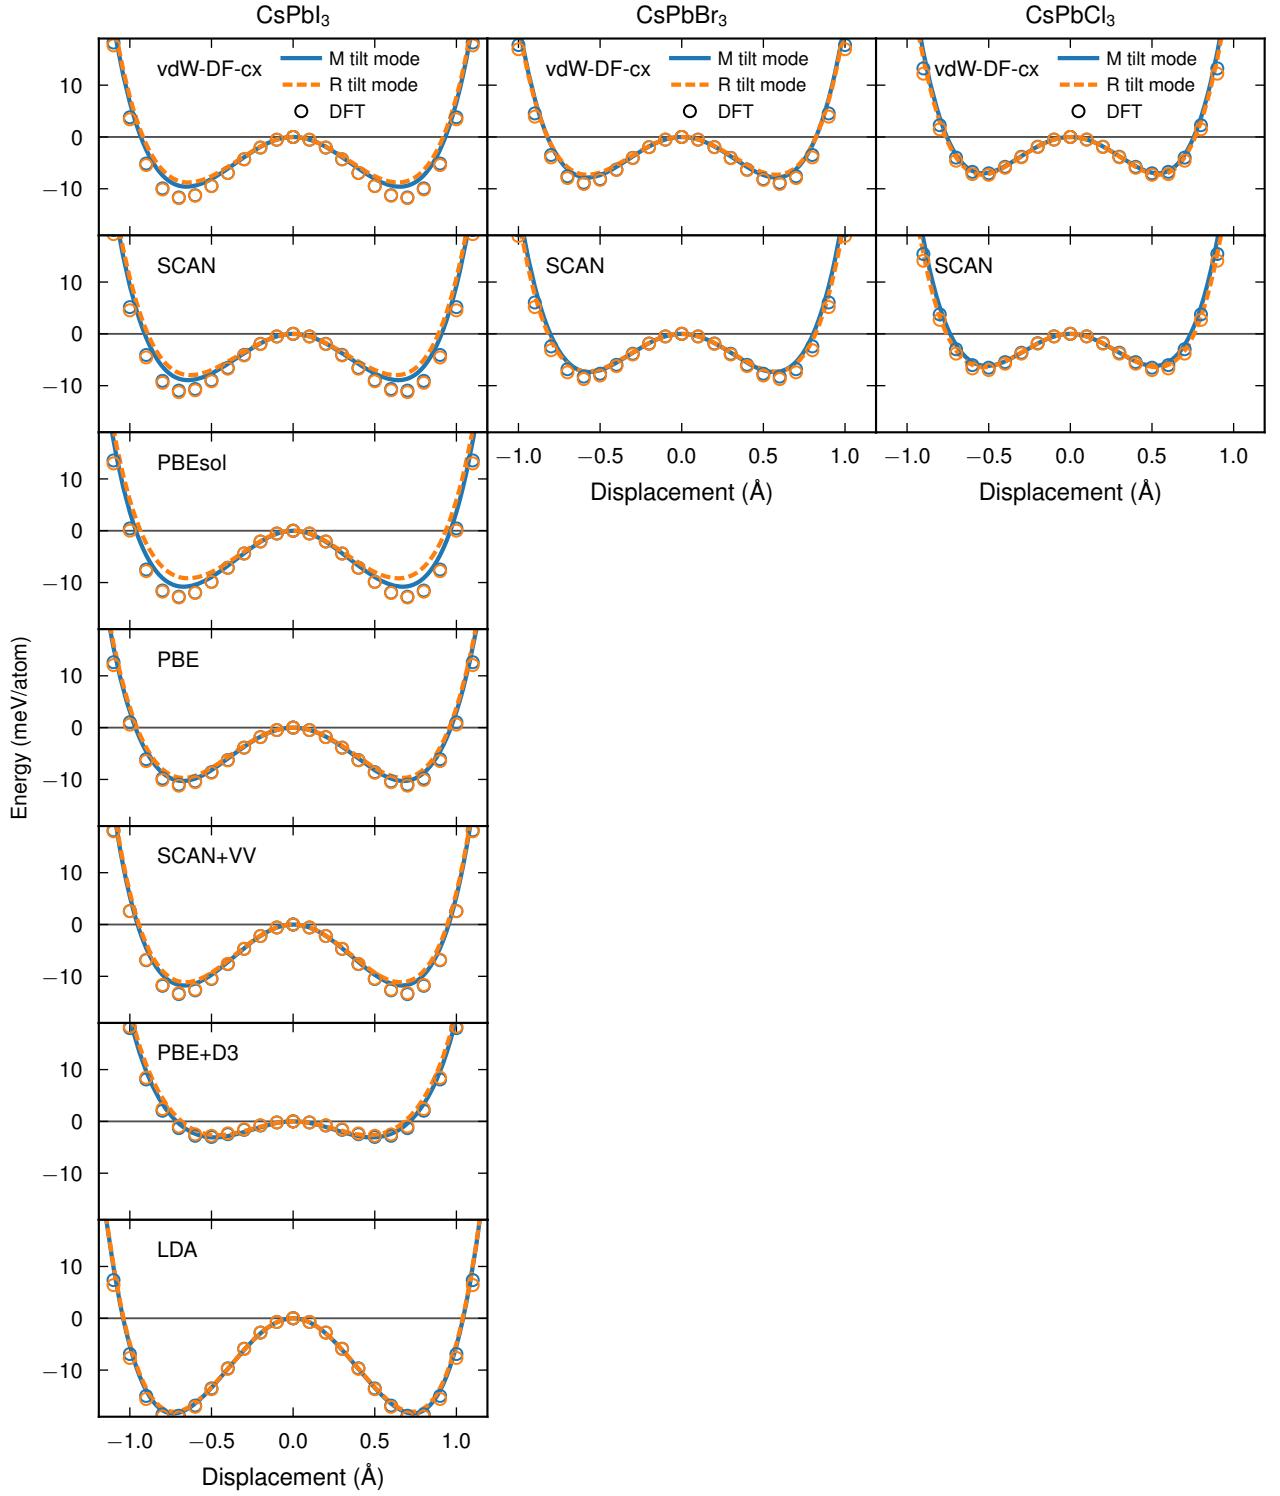 CsPbI₃
CsPbBr₃
CsPbCl₃
vdW-DF-cx
M tilt mode
R tilt mode
DFT
10
0
−10
vdW-DF-cx
M tilt mode
R tilt mode
DFT
vdW-DF-cx
M tilt mode
R tilt mode
DFT
SCAN
10
0
−10
SCAN
SCAN
−1.0 −0.5 0.0 0.5 1.0
Displacement (Å)
−1.0 −0.5 0.0 0.5 1.0
Displacement (Å)
PBEsol
10
0
−10
Energy (meV/atom)
PBE
10
0
−10
SCAN+VV
10
0
−10
PBE+D3
10
0
−10
LDA
10
0
−10
−1.0 −0.5 0.0 0.5 1.0
Displacement (Å)